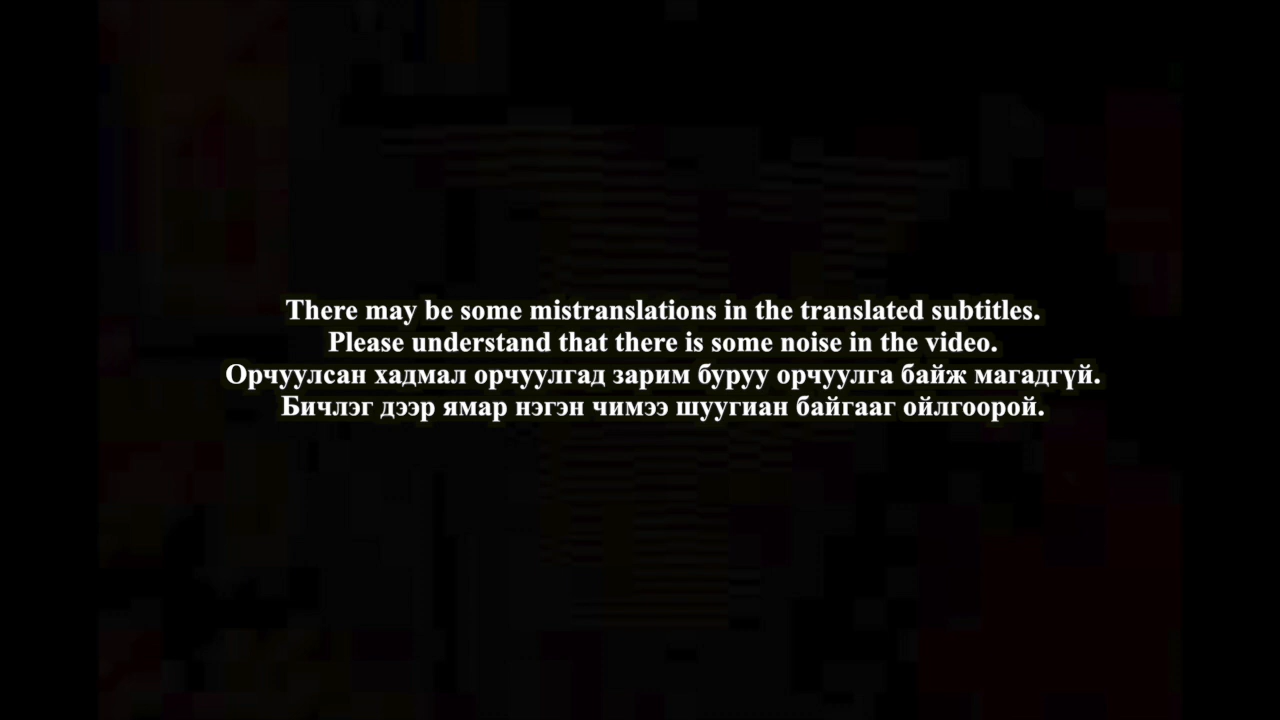 There may be some mistranslations in the translated subtitles.
Please understand that there is some noise in the video.
Орчуулсан хадмал орчуулгад зарим буруу орчуулга байж магадгүй.
Бичлэг дээр ямар нэгэн чимээ шуугиан байгааг ойлгоорой.